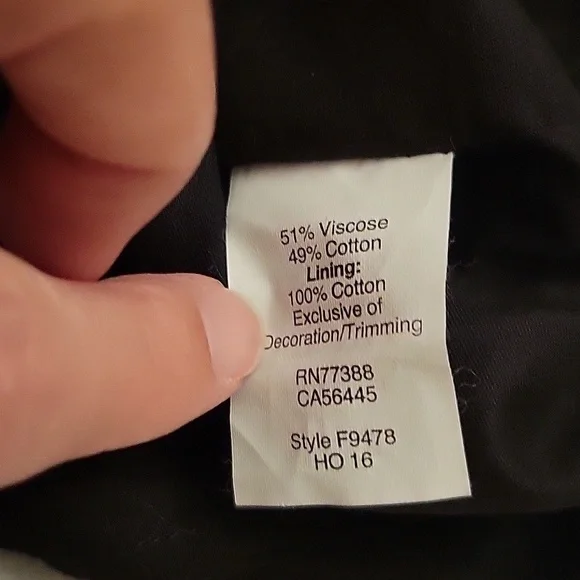 51% Viscose
49% Cotton
Lining:
100% Cotton
Exclusive of
Decoration/Trimming
RN77388
CA56445
Style F9478
HO 16